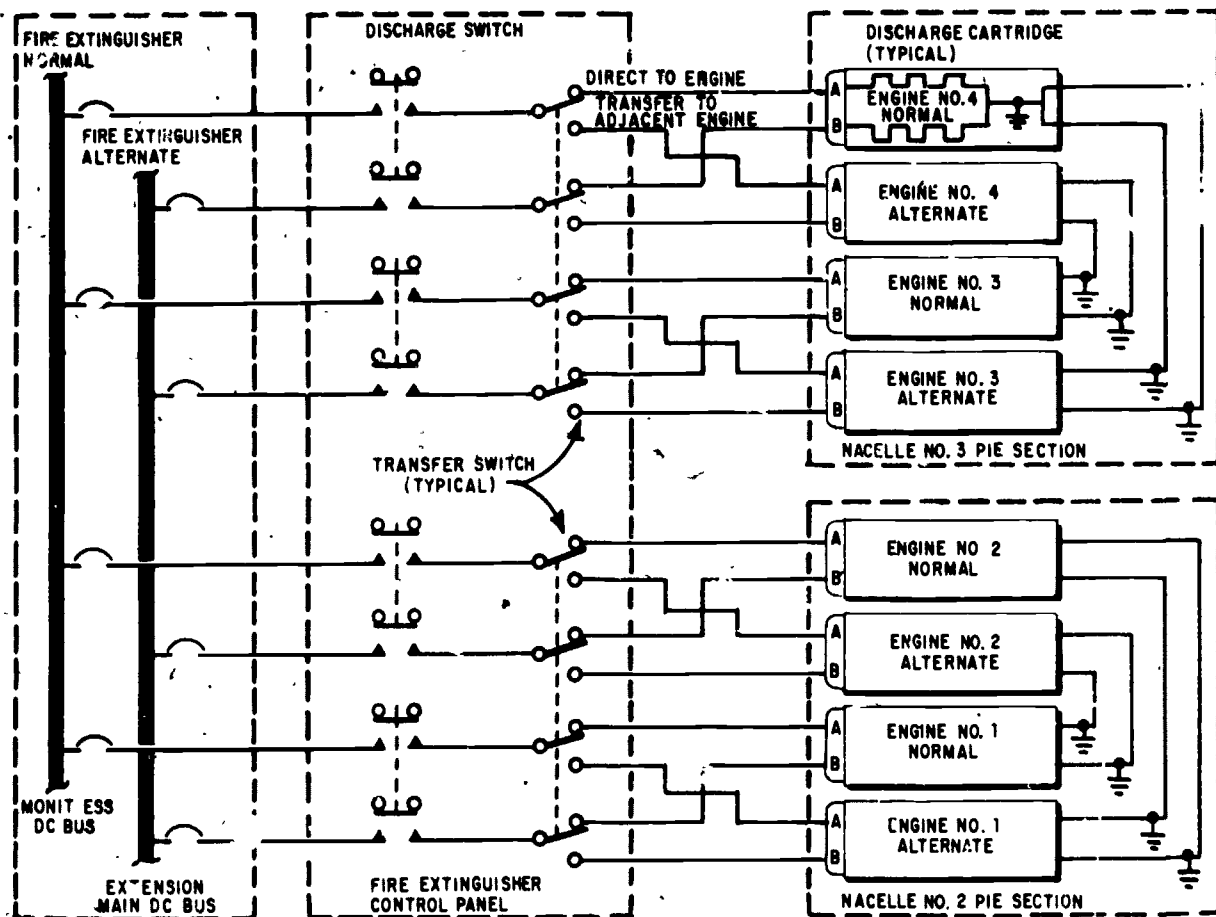 FIRE EXTINGUISHER
NORMAL
FIRE EXTINGUISHER
ALTERNATE
MONIT ESS
DC BUS
EXTENSION
MAIN DC BUS
DISCHARGE SWITCH
DIRECT TO ENGINE
TRANSFER TO
ADJACENT ENGINE
TRANSFER SWITCH
(TYPICAL)
FIRE EXTINGUISHER
CONTROL PANEL
DISCHARGE CARTRIDGE
(TYPICAL)
A
B
ENGINE NO. 4
NORMAL
A
B
ENGINE NO. 4
ALTERNATE
A
B
ENGINE NO. 3
NORMAL
A
B
ENGINE NO. 3
ALTERNATE
NACELLE NO. 3 PIE SECTION
A
B
ENGINE NO 2
NORMAL
A
B
ENGINE NO. 2
ALTERNATE
A
B
ENGINE NO. 1
NORMAL
A
B
ENGINE NO. 1
ALTERNATE
NACELLE NO. 2 PIE SECTION